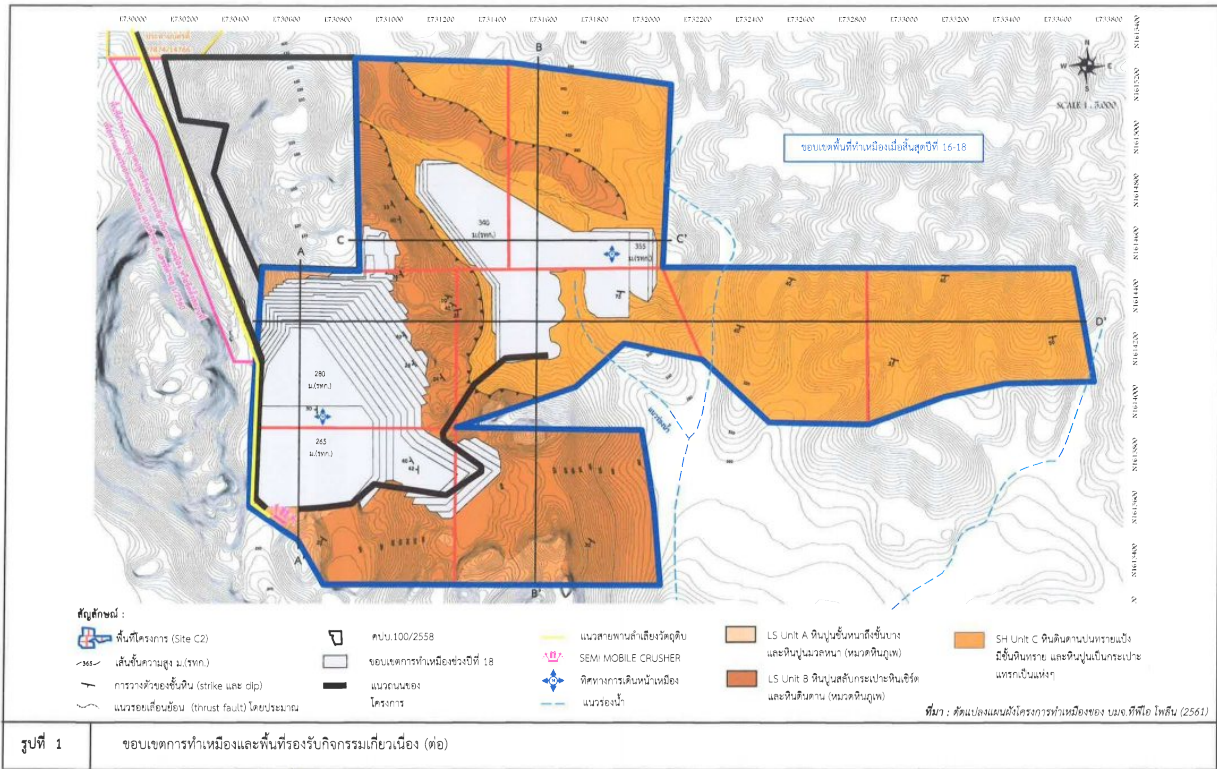 E730000 E730200 E730400 E730600 E730800 E731000 E731200 E731400 E731600 E731800 E732000 E732200 E732400 E732600 E732800 E733000 E733200 E733400 E733600 E733800
B
N
W E
S
SCALE 1 : 5,000
ขอบเขตพื้นที่ทำเหมืองเมื่อสิ้นสุดปีที่ 16-18
345
ม.(รทก.)
355
ม.(รทก.)
C C'
A
D'
280
ม.(รทก.)
265
ม.(รทก.)
A'
B'
สัญลักษณ์ :
พื้นที่โครงการ (Site C2)
365 เส้นชั้นความสูง ม.(รทก.)
การวางตัวของชั้นหิน (strike และ dip)
แนวรอยเลื่อนย้อน (thrust fault) โดยประมาณ
คปบ.100/2558
ขอบเขตการทำเหมืองช่วงปีที่ 18
แนวถนนของ
โครงการ
แนวสายพานลำเลียงวัตถุดิบ
SEMI MOBILE CRUSHER
ทิศทางการเดินหน้าเหมือง
แนวร่องน้ำ
LS Unit A หินปูนชั้นหนาถึงชั้นบาง
และหินปูนมวลหนา (หมวดหินภูเพ)
LS Unit B หินปูนสลับกระเปาะหินเชิร์ต
และหินดินดาน (หมวดหินภูเพ)
SH Unit C หินดินดานปนทรายแป้ง
มีชั้นหินทราย และหินปูนเป็นกระเปาะ
แทรกเป็นแห่งๆ
ที่มา : ดัดแปลงแผนผังโครงการทำเหมืองของ บมจ.ทีพีไอ โพลีน (2561)
รูปที่ 1 ขอบเขตการทำเหมืองและพื้นที่รองรับกิจกรรมเกี่ยวเนื่อง (ต่อ)